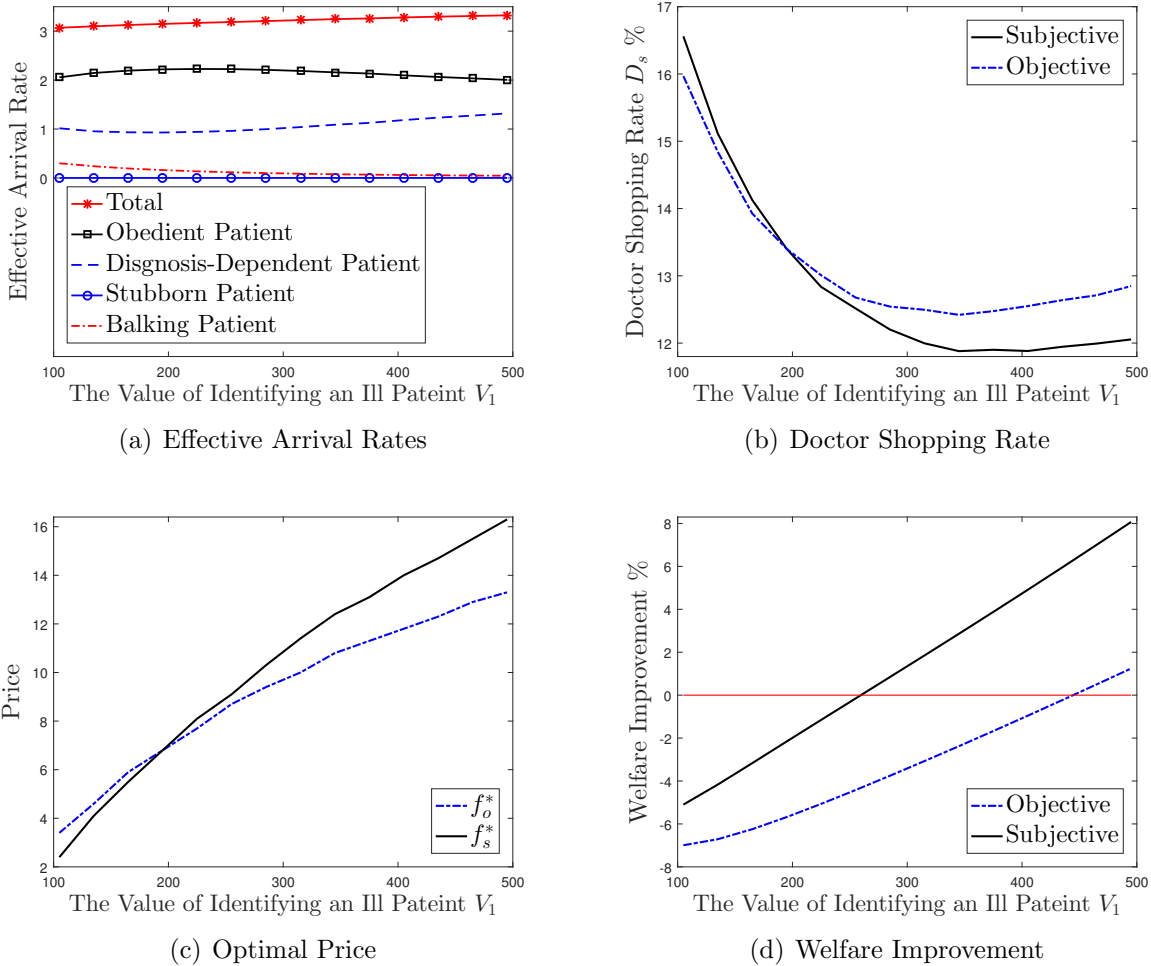 3
2
1
0
Effective Arrival Rate
Total
Obedient Patient
Disgnosis-Dependent Patient
Stubborn Patient
Balking Patient
100 200 300 400 500
The Value of Identifying an Ill Pateint V₁
(a) Effective Arrival Rates
17
16
15
14
13
12
Doctor Shopping Rate Dₛ %
Subjective
Objective
100 200 300 400 500
The Value of Identifying an Ill Pateint V₁
(b) Doctor Shopping Rate
16
14
12
10
8
6
4
2
Price
f*ₒ
f*ₛ
100 200 300 400 500
The Value of Identifying an Ill Pateint V₁
(c) Optimal Price
8
6
4
2
0
-2
-4
-6
-8
Welfare Improvement %
Objective
Subjective
100 200 300 400 500
The Value of Identifying an Ill Pateint V₁
(d) Welfare Improvement